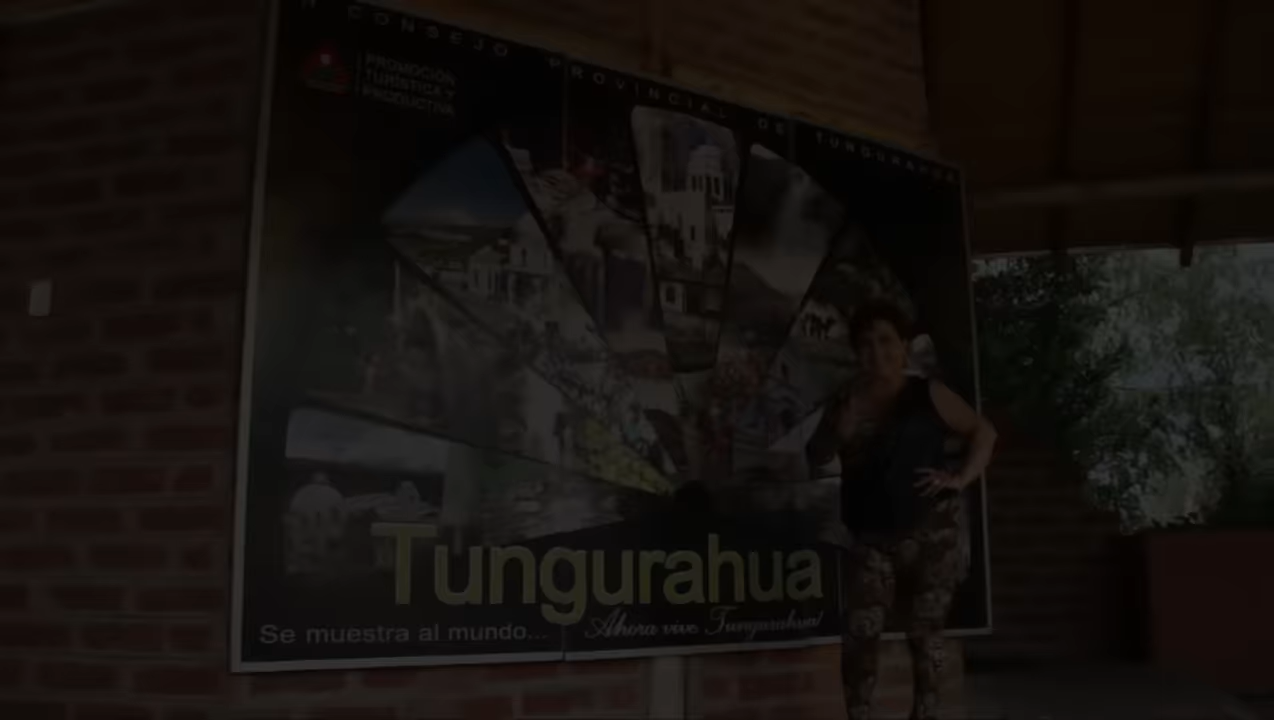 H CONSEJO PROVINCIAL DE TUNGURAHUA
PROMOCIÓN
TURÍSTICA Y
PRODUCTIVA
Tungurahua
Se muestra al mundo...
Ahora vive Tungurahua!